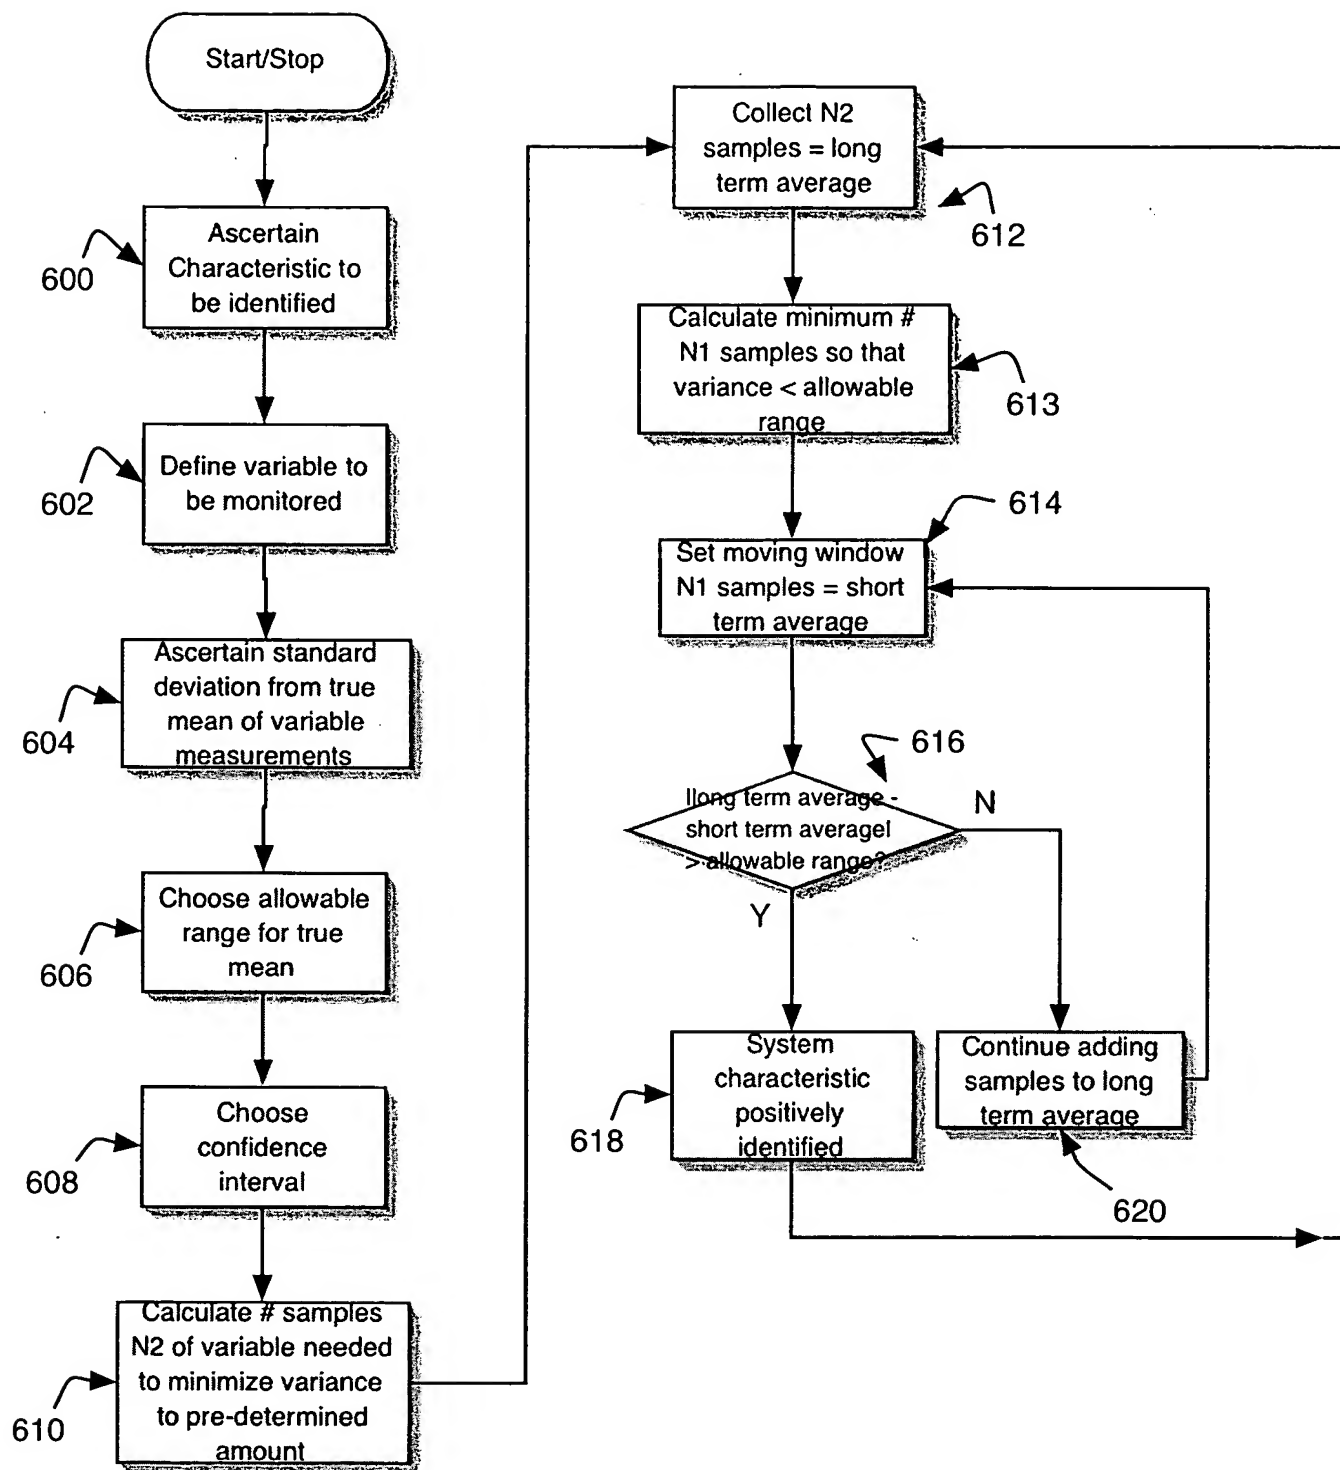 Start/Stop
600
Ascertain
Characteristic to
be identified
602
Define variable to
be monitored
604
Ascertain standard
deviation from true
mean of variable
measurements
606
Choose allowable
range for true
mean
608
Choose
confidence
interval
610
Calculate # samples
N2 of variable needed
to minimize variance
to pre-determined
amount
Collect N2
samples = long
term average
612
Calculate minimum #
N1 samples so that
variance < allowable
range
613
614
Set moving window
N1 samples = short
term average
616
|long term average -
short term average|
> allowable range?
N
Y
618
System
characteristic
positively
identified
Continue adding
samples to long
term average
620